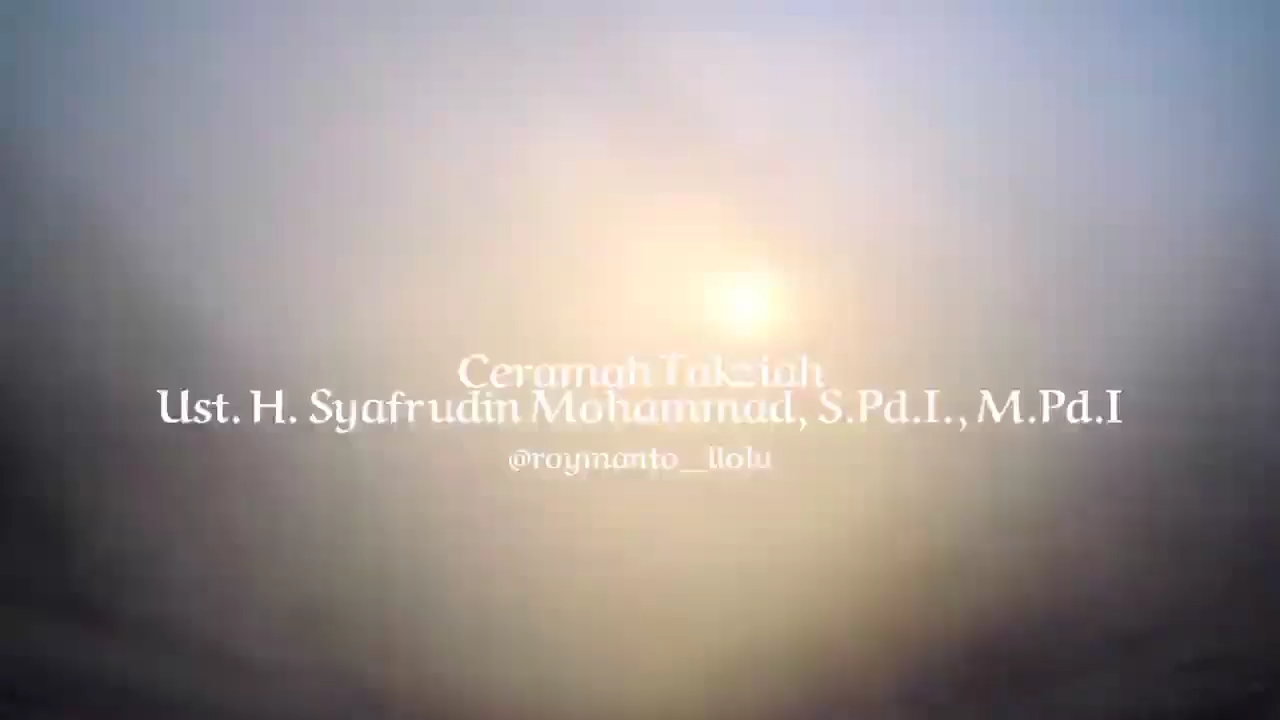 Ceramah Takziah
Ust. H. Syafrudin Mohammad, S.Pd.I., M.Pd.I
@roymanto__llolu